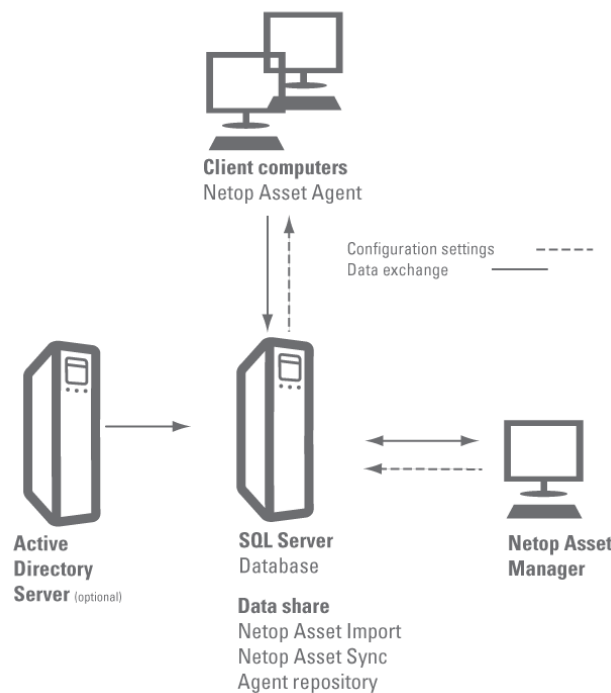 Client computers
Netop Asset Agent
Configuration settings
Data exchange
Active
Directory
Server (optional)
SQL Server
Database
Data share
Netop Asset Import
Netop Asset Sync
Agent repository
Netop Asset
Manager